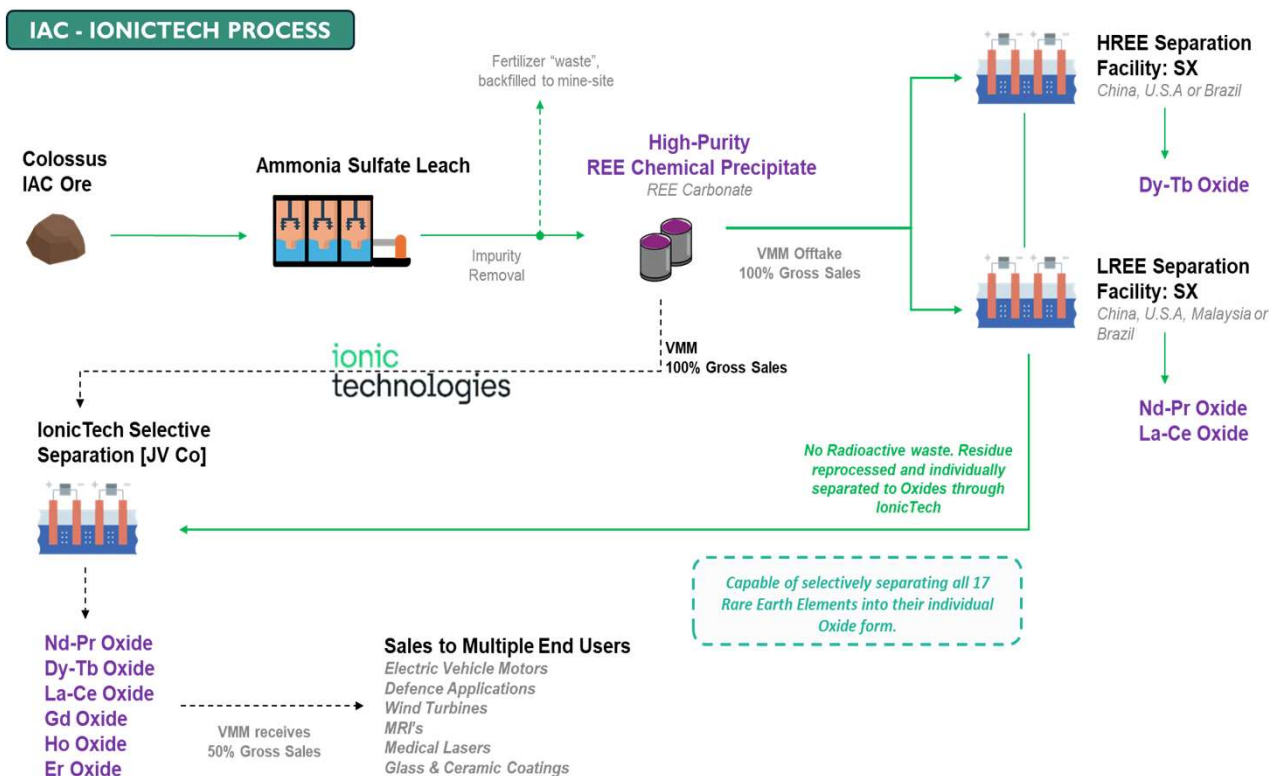 IAC - IONICTECH PROCESS
Fertilizer “waste”,
backfilled to mine-site
Colossus
IAC Ore
Ammonia Sulfate Leach
Impurity
Removal
High-Purity
REE Chemical Precipitate
REE Carbonate
VMM Offtake
100% Gross Sales
HREE Separation
Facility: SX
China, U.S.A or Brazil
Dy-Tb Oxide
LREE Separation
Facility: SX
China, U.S.A, Malaysia or
Brazil
Nd-Pr Oxide
La-Ce Oxide
VMM
100% Gross Sales
ionic
technologies
IonicTech Selective
Separation [JV Co]
No Radioactive waste. Residue
reprocessed and individually
separated to Oxides through
IonicTech
Capable of selectively separating all 17
Rare Earth Elements into their individual
Oxide form.
Nd-Pr Oxide
Dy-Tb Oxide
La-Ce Oxide
Gd Oxide
Ho Oxide
Er Oxide
VMM receives
50% Gross Sales
Sales to Multiple End Users
Electric Vehicle Motors
Defence Applications
Wind Turbines
MRI's
Medical Lasers
Glass & Ceramic Coatings